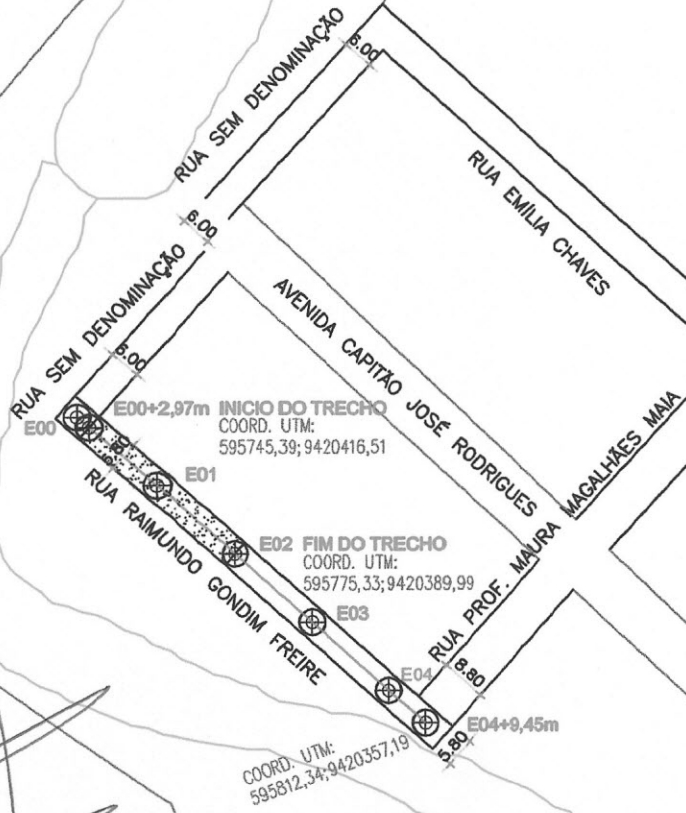 RUA SEM DENOMINAÇÃO
6.00
RUA EMÍLIA CHAVES
6.00
RUA SEM DENOMINAÇÃO
AVENIDA CAPITÃO JOSÉ RODRIGUES
6.00
E00
E00+2,97m INICIO DO TRECHO
COORD. UTM:
595745,39; 9420416,51
E01
RUA RAIMUNDO GONDIM FREIRE
E02 FIM DO TRECHO
COORD. UTM:
595775,33;9420389,99
RUA PROF. MAURA MAGALHÃES MAIA
E03
E04
8.80
E04+9,45m
5.80
COORD. UTM:
595812,34;9420357,19